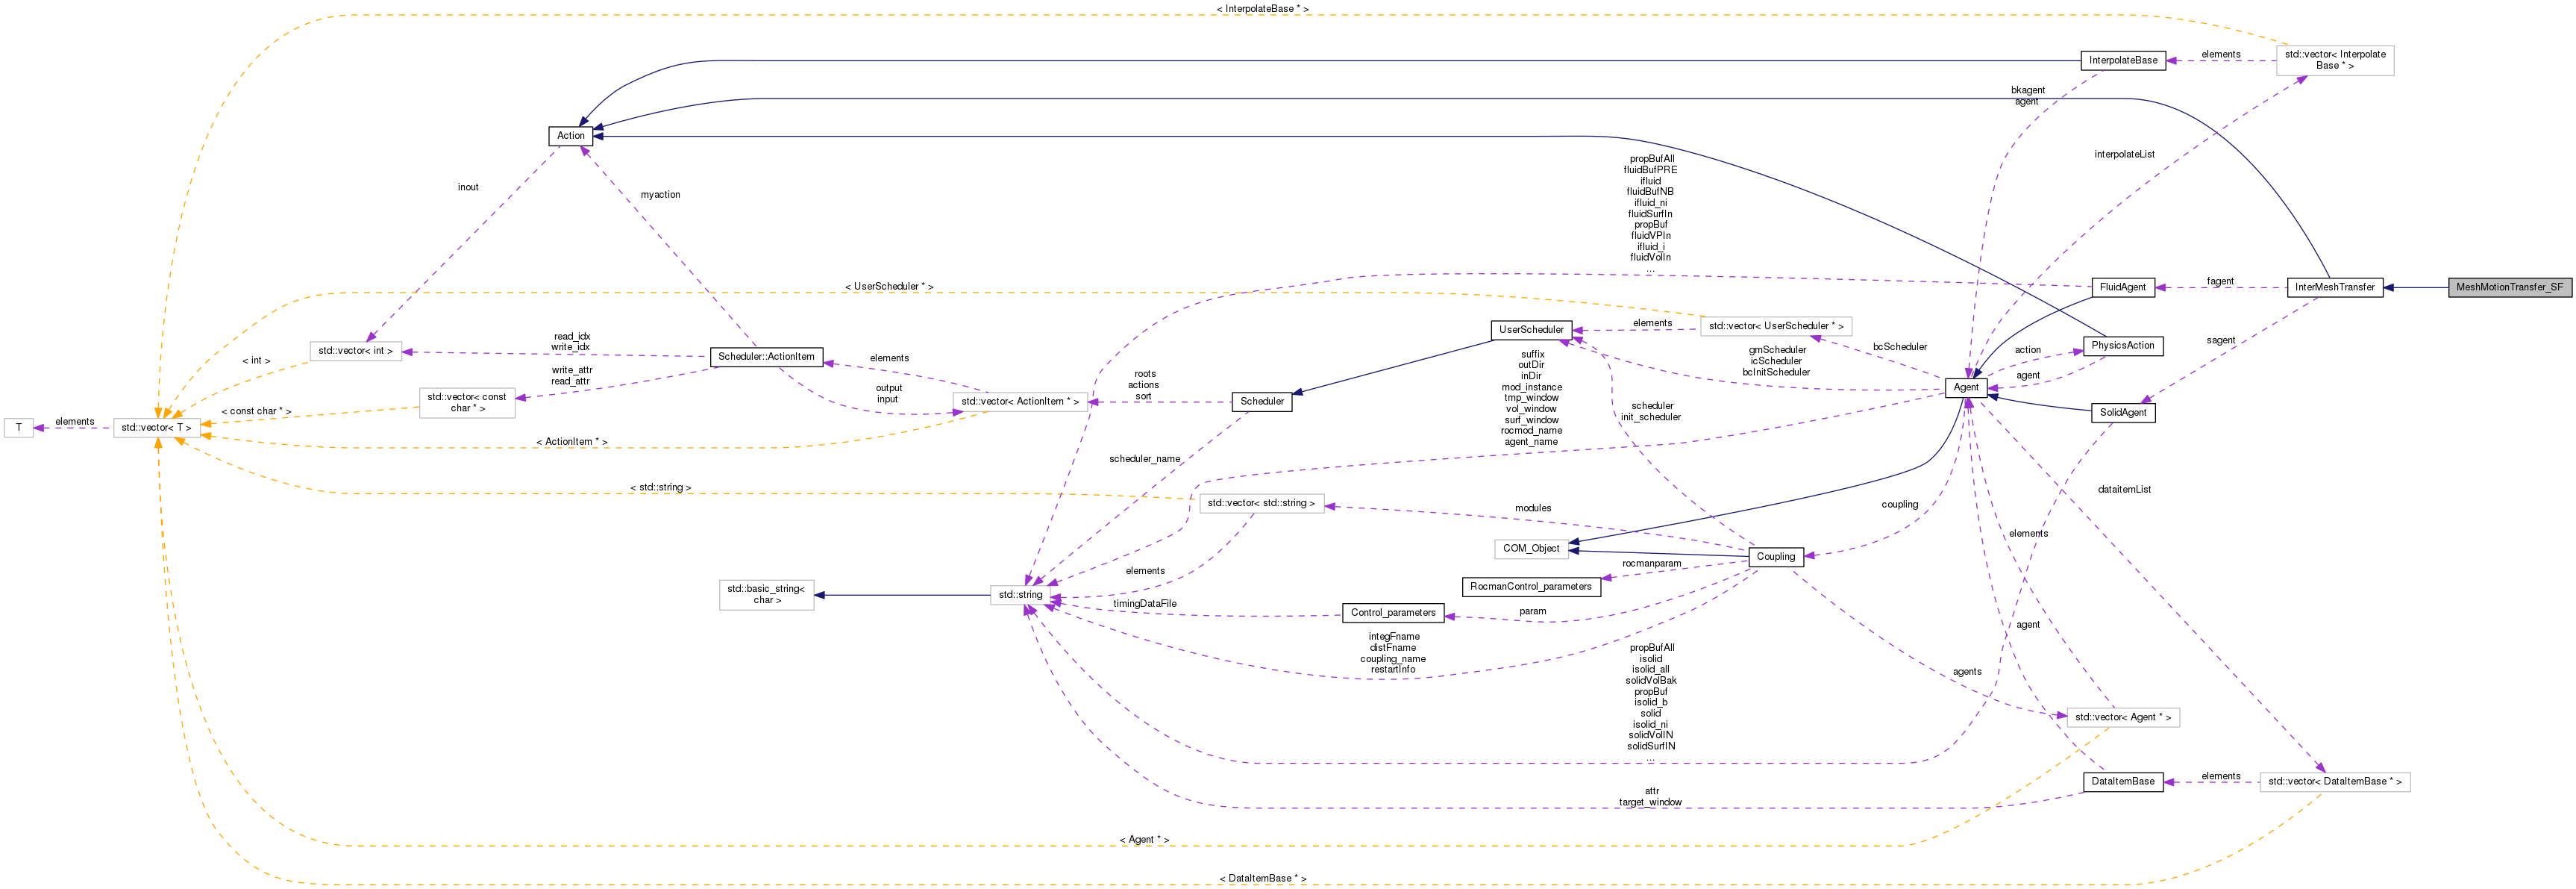 < InterpolateBase * >
std::vector< Interpolate
Base * >
elements
InterpolateBase
bkagent
agent
Action
interpolateList
inout
myaction
propBufAll
fluidBufPRE
ifluid
fluidBufNB
ifluid_ni
fluidSurfIn
propBuf
fluidVPIn
ifluid_i
fluidVolIn
...
< UserScheduler * >
FluidAgent
fagent
InterMeshTransfer
MeshMotionTransfer_SF
UserScheduler
elements
std::vector< UserScheduler * >
read_idx
write_idx
std::vector< int >
< int >
Scheduler::ActionItem
elements
suffix
outDir
inDir
mod_instance
tmp_window
vol_window
surf_window
rocmod_name
agent_name
gmScheduler
icScheduler
bcInitScheduler
bcScheduler
action
PhysicsAction
agent
sagent
write_attr
read_attr
output
input
roots
actions
sort
Agent
std::vector< const
char * >
< const char * >
std::vector< ActionItem * >
Scheduler
scheduler
init_scheduler
SolidAgent
T
elements
std::vector< T >
< ActionItem * >
scheduler_name
< std::string >
std::vector< std::string >
modules
coupling
dataitemList
elements
COM_Object
Coupling
elements
rocmanparam
RocmanControl_parameters
std::basic_string<
char >
std::string
timingDataFile
Control_parameters
param
agent
integFname
distFname
coupling_name
restartInfo
propBufAll
isolid
isolid_all
solidVolBak
propBuf
isolid_b
solid
isolid_ni
solidVolIN
solidSurfIN
...
agents
std::vector< Agent * >
DataItemBase
elements
std::vector< DataItemBase * >
attr
target_window
< Agent * >
< DataItemBase * >